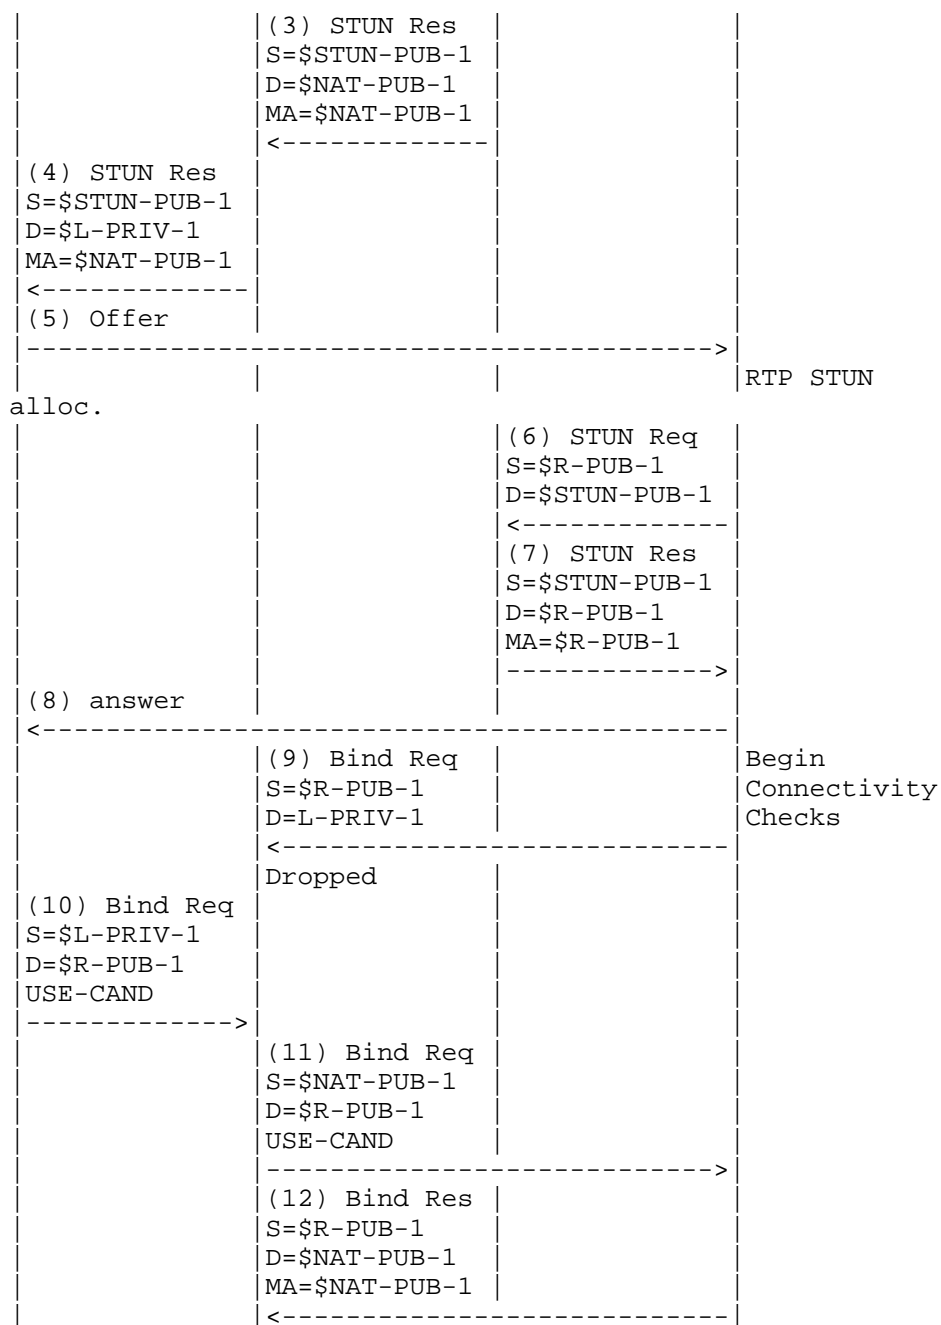 |              |(3) STUN Res  |              |
|              |S=$STUN-PUB-1 |              |
|              |D=$NAT-PUB-1  |              |
|              |MA=$NAT-PUB-1 |              |
|              |<-------------|              |
|(4) STUN Res  |              |              |
|S=$STUN-PUB-1 |              |              |
|D=$L-PRIV-1   |              |              |
|MA=$NAT-PUB-1 |              |              |
|<-------------|              |              |
|(5) Offer     |              |              |
|------------------------------------------->|
|              |              |              |RTP STUN
alloc.
|              |              |(6) STUN Req  |
|              |              |S=$R-PUB-1    |
|              |              |D=$STUN-PUB-1 |
|              |              |<-------------|
|              |              |(7) STUN Res  |
|              |              |S=$STUN-PUB-1 |
|              |              |D=$R-PUB-1    |
|              |              |MA=$R-PUB-1   |
|              |              |------------->|
|(8) answer    |              |              |
|<-------------------------------------------|
|              |(9) Bind Req  |              |Begin
|              |S=$R-PUB-1    |              |Connectivity
|              |D=L-PRIV-1    |              |Checks
|              |<----------------------------|
|              |Dropped       |              |
|(10) Bind Req |              |              |
|S=$L-PRIV-1   |              |              |
|D=$R-PUB-1    |              |              |
|USE-CAND      |              |              |
|------------->|              |              |
|              |(11) Bind Req |              |
|              |S=$NAT-PUB-1  |              |
|              |D=$R-PUB-1    |              |
|              |USE-CAND      |              |
|              |---------------------------->|
|              |(12) Bind Res |              |
|              |S=$R-PUB-1    |              |
|              |D=$NAT-PUB-1  |              |
|              |MA=$NAT-PUB-1 |              |
|              |<----------------------------|